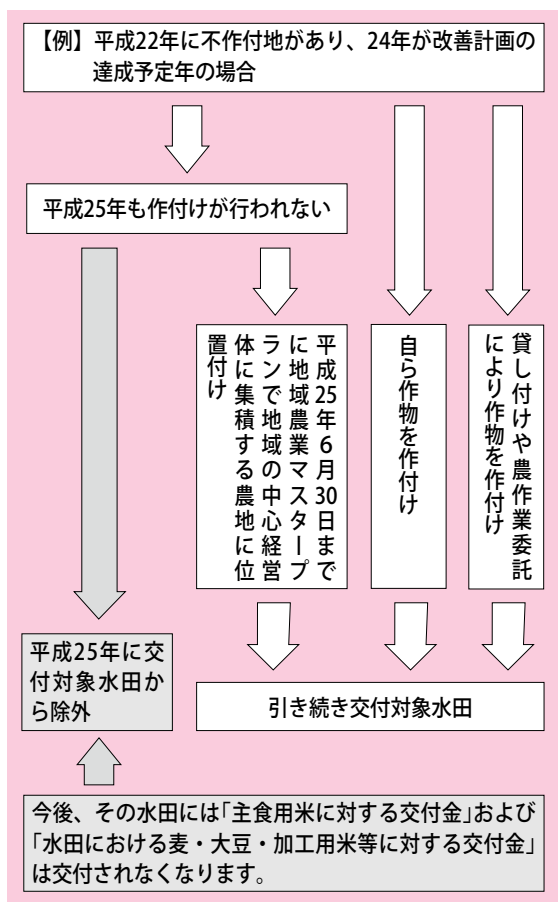 【例】平成22年に不作付地があり、24年が改善計画の
達成予定年の場合
平成25年も作付けが行われない
平成25年6月30日まで
に地域農業マスタープ
ランで地域の中心経営
体に集積する農地に位
置付け
自ら作物を作付け
貸し付けや農作業委託
により作物を作付け
平成25年に交
付対象水田か
ら除外
引き続き交付対象水田
今後、その水田には「主食用米に対する交付金」および
「水田における麦・大豆・加工用米等に対する交付金」
は交付されなくなります。